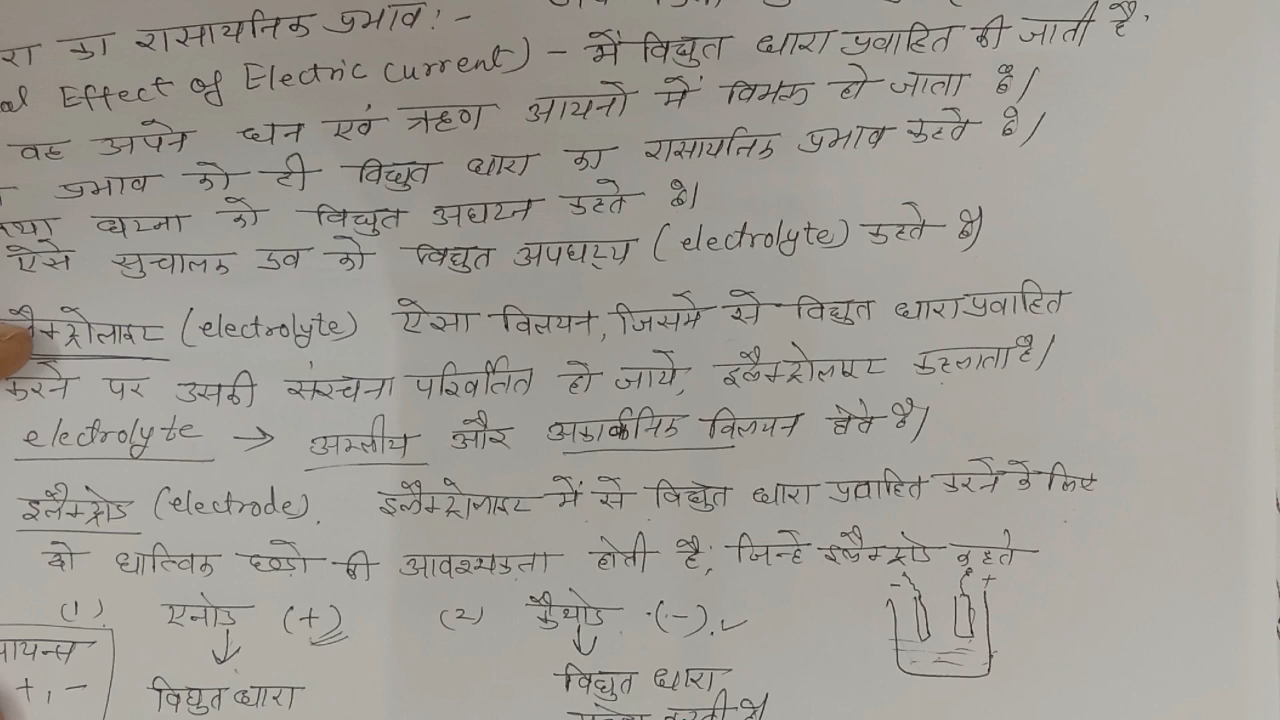 रा का रासायनिक प्रभाव:-
al Effect of Electric Current) - में विद्युत धारा प्रवाहित की जाती है,
वह अपने धन एवं ऋण आयनों में विभक्त हो जाता है।
प्रभाव को ही विद्युत धारा का रासायनिक प्रभाव कहते है।
घटना को विद्युत अपघटन कहते है।
ऐसे सुचालक द्रव को विद्युत अपघट्य (electrolyte) कहते है।
इलैक्ट्रोलाइट (electrolyte) ऐसा विलयन, जिसमें से विद्युत धारा प्रवाहित
करने पर उसकी संरचना परिवर्तित हो जाये, इलैक्ट्रोलाइट कहलाता है।
electrolyte → अम्लीय और अकार्बनिक विलयन होते है।
इलैक्ट्रोड (electrode). इलैक्ट्रोलाइट में से विद्युत धारा प्रवाहित करने के लिए
दो धात्विक छड़ो की आवश्यकता होती है; जिन्हे इलैक्ट्रोड कहते
(1). एनोड (+) (2) कैथोड (-).
- +
आयन्स ↓ ↓
+, - विद्युत धारा विद्युत धारा
करती है।